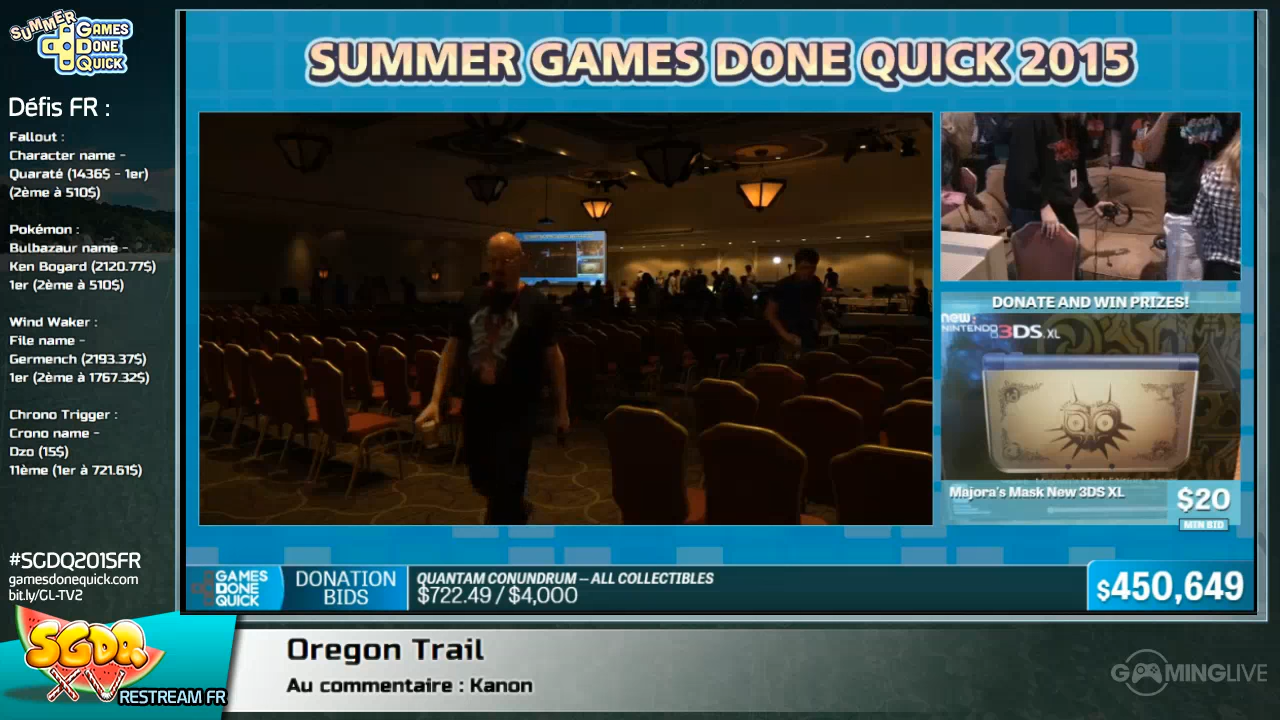 SUMMER
GAMES
DONE
QUICK
Défis FR :
Fallout :
Character name -
Quaraté (1436$ - 1er)
(2ème à 510$)
Pokémon :
Bulbazaur name -
Ken Bogard (2120.77$)
1er (2ème à 510$)
Wind Waker :
File name -
Germench (2193.37$)
1er (2ème à 1767.32$)
Chrono Trigger :
Crono name -
Dzo (15$)
11ème (1er à 721.61$)
#SGDQ2015FR
gamesdonequick.com
bit.ly/GL-TV2
SGDQ
XV
RESTREAM FR
SUMMER GAMES DONE QUICK 2015
DONATE AND WIN PRIZES!
new
NINTENDO 3DS XL
Majora's Mask New 3DS XL
$20
MIN BID
GAMES
DONE
QUICK
DONATION
BIDS
QUANTAM CONUNDRUM -- ALL COLLECTIBLES
$722.49 / $4,000
$450,649
Oregon Trail
Au commentaire : Kanon
GAMINGLIVE